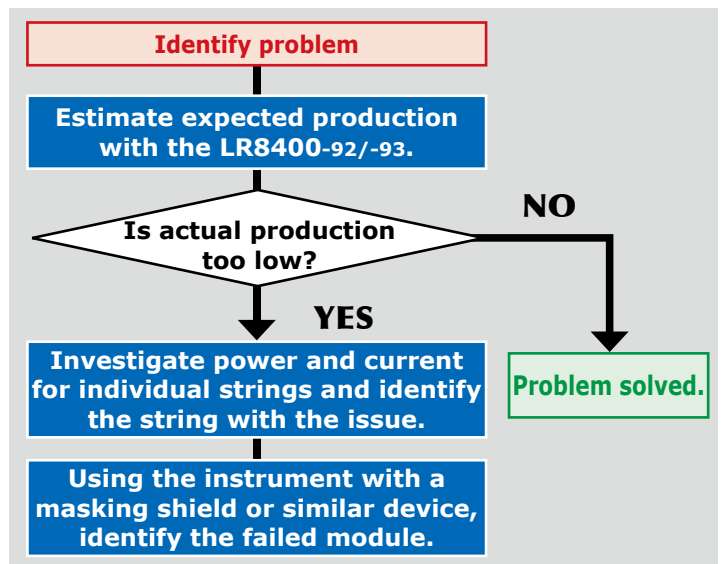 Identify problem
Estimate expected production
with the LR8400-92/-93.
Is actual production
too low?
NO
YES
Investigate power and current
for individual strings and identify
the string with the issue.
Problem solved.
Using the instrument with a
masking shield or similar device,
identify the failed module.